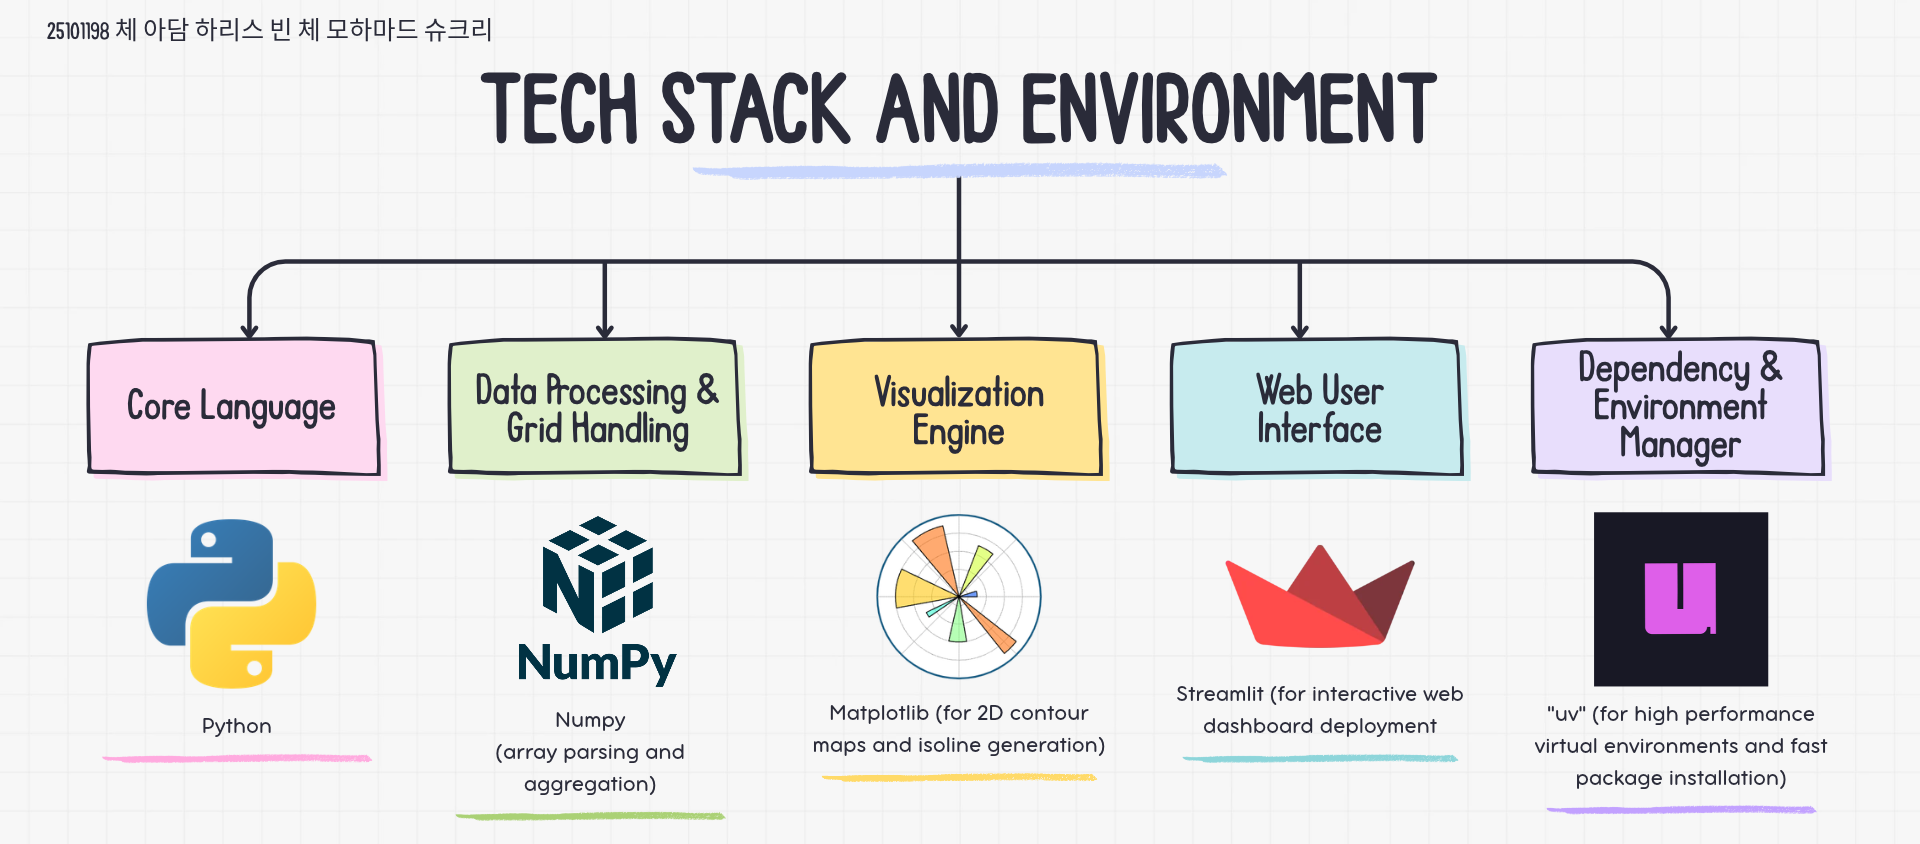 25101198 체 아담 하리스 빈 체 모하마드 슈크리
TECH STACK AND ENVIRONMENT
Core Language
Data Processing &
Grid Handling
Visualization
Engine
Web User
Interface
Dependency &
Environment
Manager
NumPy
Python
Numpy
(array parsing and
aggregation)
Matplotlib (for 2D contour
maps and isoline generation)
Streamlit (for interactive web
dashboard deployment
"uv" (for high performance
virtual environments and fast
package installation)